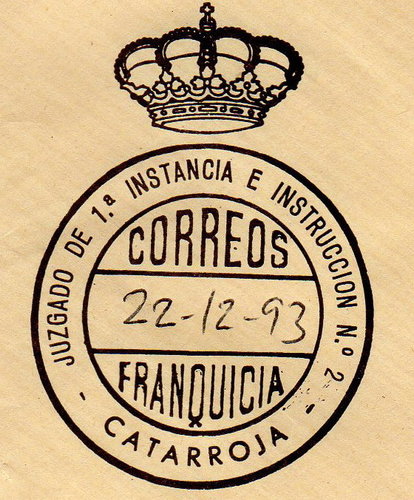 JUZGADO DE 1.ª INSTANCIA E INSTRUCCION N.º 2
CORREOS
22-12-93
FRANQUICIA
- CATARROJA -